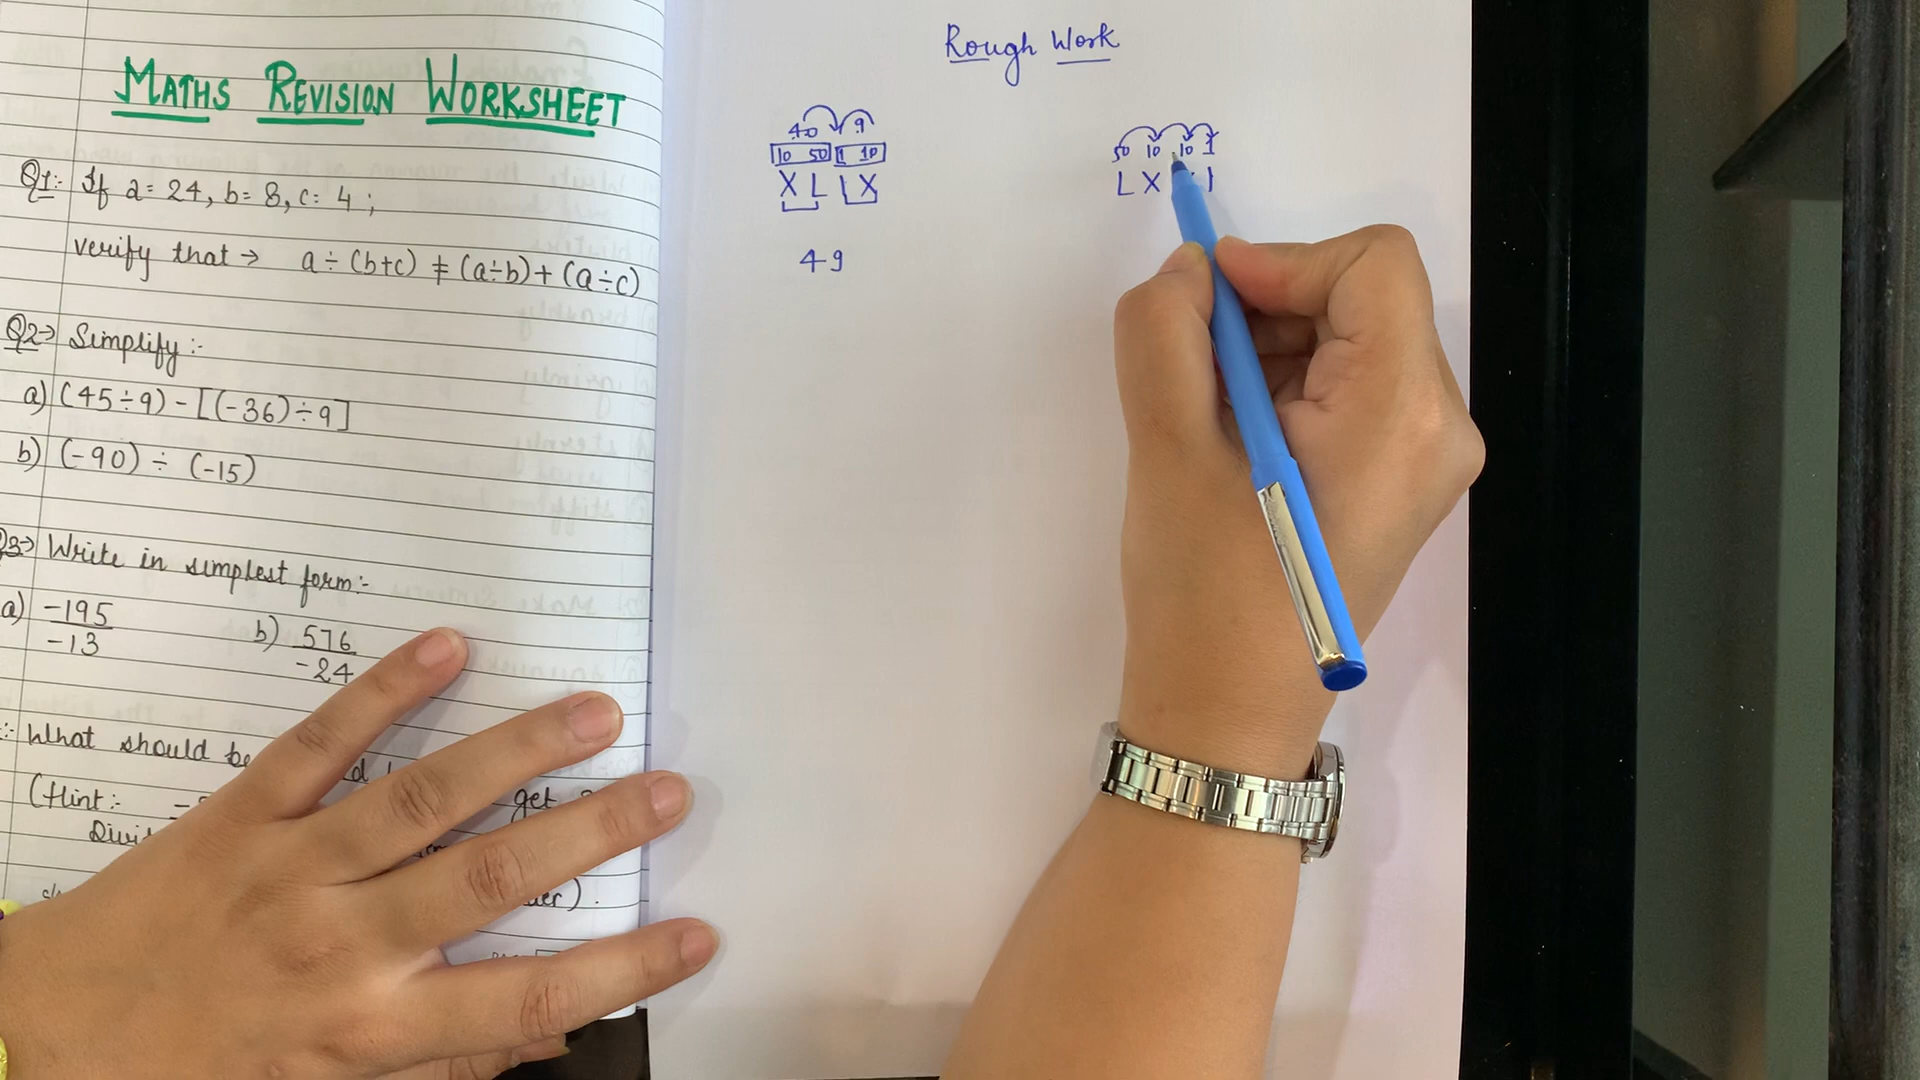 MATHS REVISION WORKSHEET
Q1:- If a = 24, b = 8, c = 4 ;
verify that → a ÷ (b+c) ≠ (a÷b) + (a÷c)
Q2→ Simplify :-
a) (45 ÷ 9) - [(-36) ÷ 9]
b) (-90) ÷ (-15)
Q3→ Write in simplest form :-
a) -195
-13
b) 576
-24
What should be
get
(Hint:-
Rough Work
40 9
10 50 1 10
X L I X
49
50 10 10 1
L X I